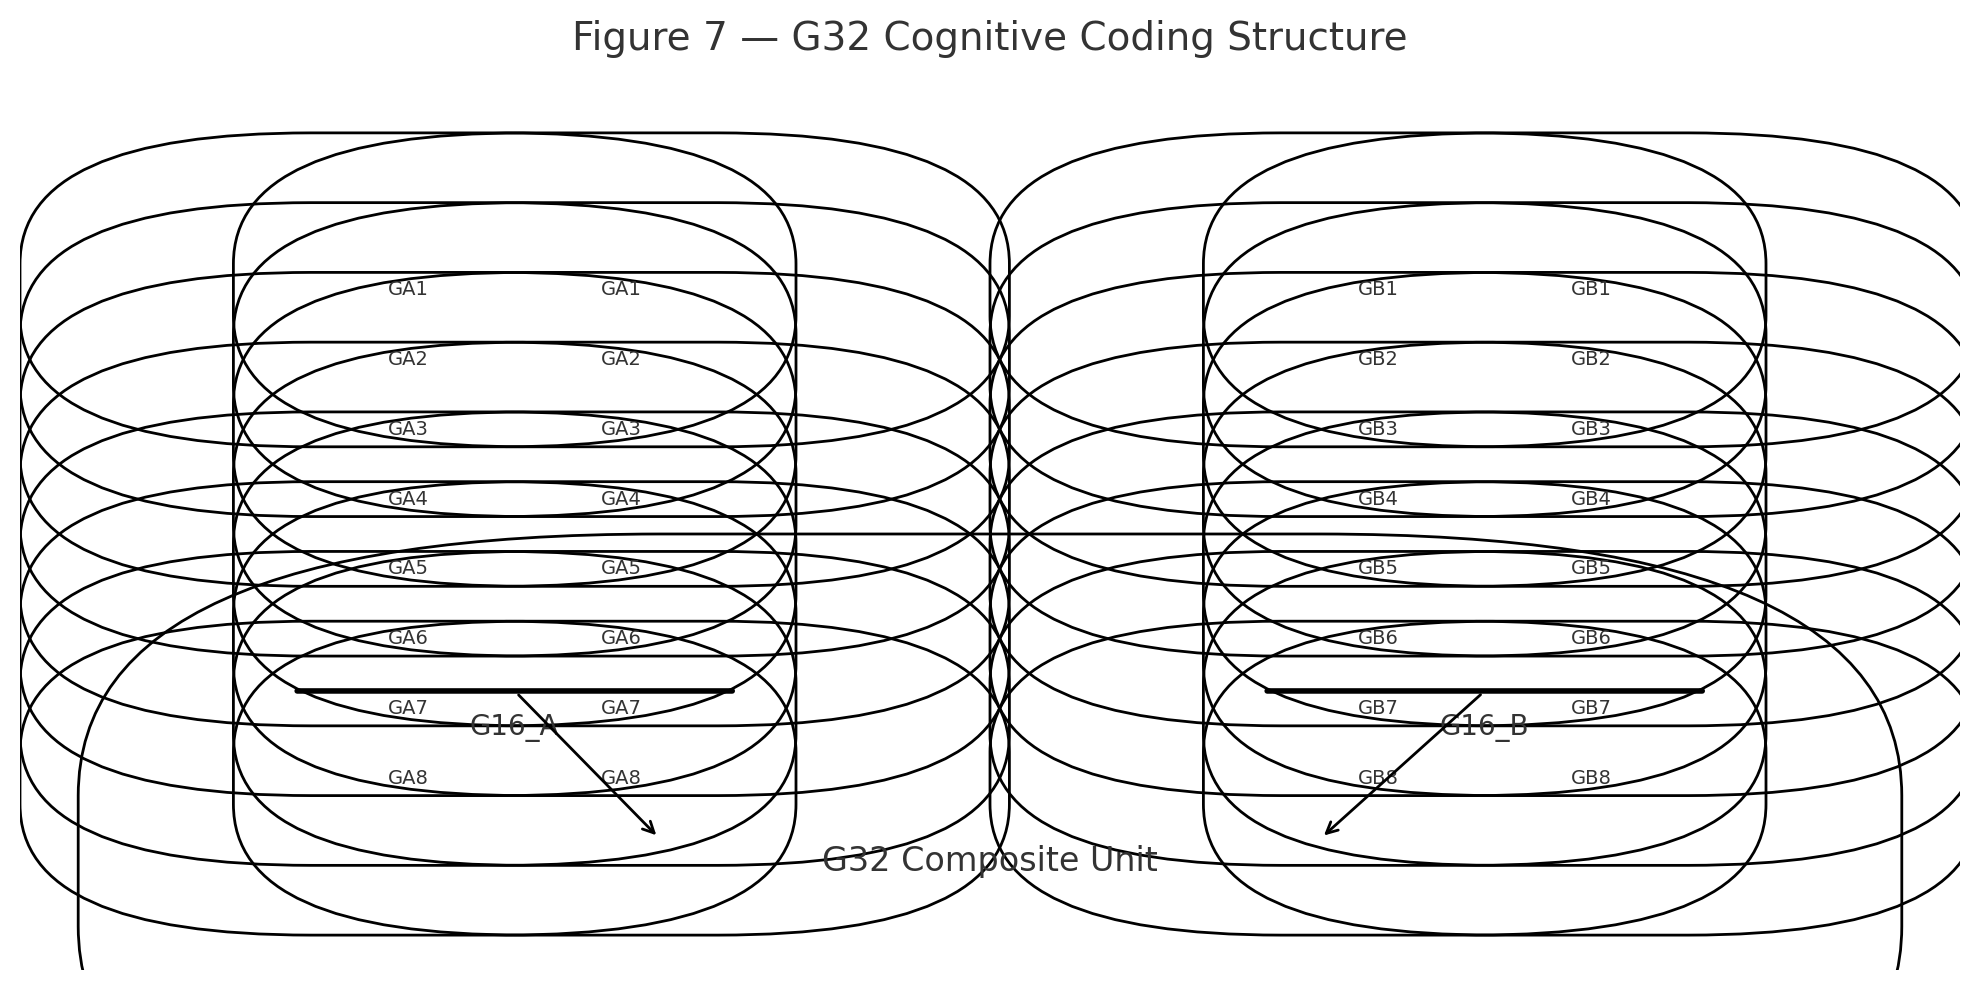 Figure 7 — G32 Cognitive Coding Structure
GA1 GA1 GB1 GB1
GA2 GA2 GB2 GB2
GA3 GA3 GB3 GB3
GA4 GA4 GB4 GB4
GA5 GA5 GB5 GB5
GA6 GA6 GB6 GB6
GA7 GA7 GB7 GB7
G16_A G16_B
GA8 GA8 GB8 GB8
G32 Composite Unit